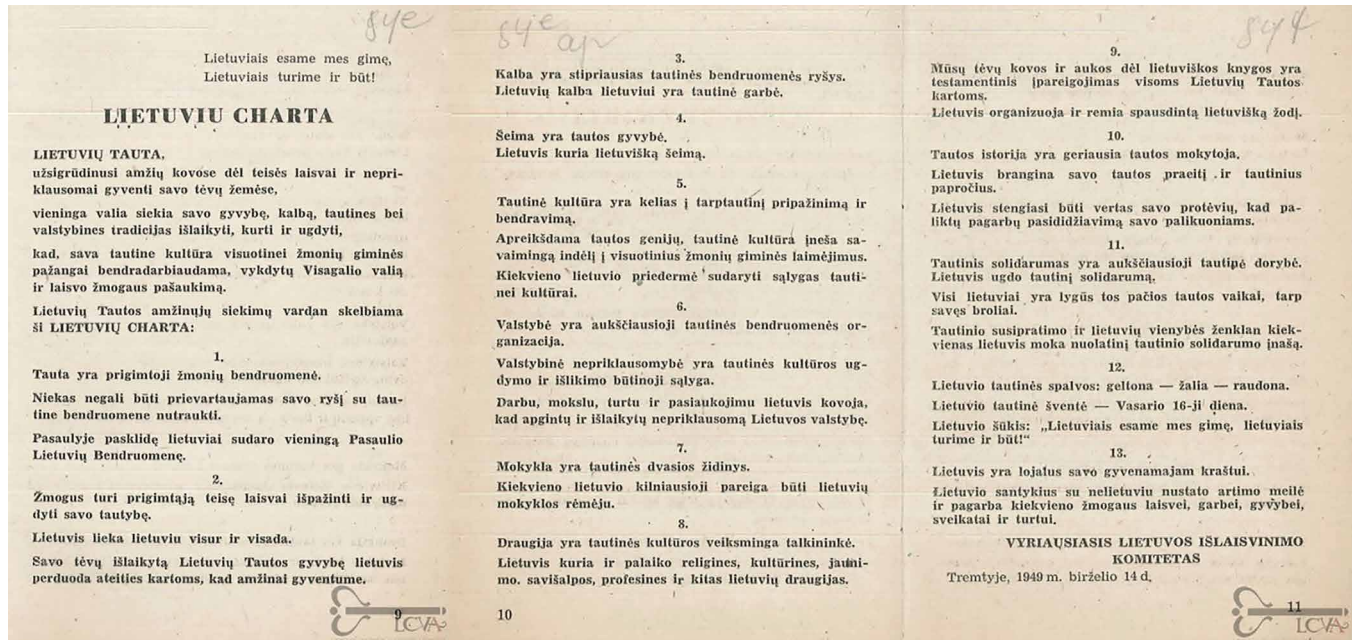 84e
Lietuviais esame mes gimę,
Lietuviais turime ir būt!
LIETUVIŲ CHARTA
LIETUVIŲ TAUTA,
užsigrūdinusi amžių kovose dėl teisės laisvai ir nepri-
klausomai gyventi savo tėvų žemėse,
vieninga valia siekia savo gyvybę, kalbą, tautines bei
valstybines tradicijas išlaikyti, kurti ir ugdyti,
kad, sava tautine kultūra visuotinei žmonių giminės
pažangai bendradarbiaudama, vykdytų Visagalio valią
ir laisvo žmogaus pašaukimą.
Lietuvių Tautos amžinųjų siekimų vardan skelbiama
ši LIETUVIŲ CHARTA:
1.
Tauta yra prigimtoji žmonių bendruomenė.
Niekas negali būti prievartaujamas savo ryšį su tau-
tine bendruomene nutraukti.
Pasaulyje pasklidę lietuviai sudaro vieningą Pasaulio
Lietuvių Bendruomenę.
2.
Žmogus turi prigimtąją teisę laisvai išpažinti ir ug-
dyti savo tautybę.
Lietuvis lieka lietuviu visur ir visada.
Savo tėvų išlaikytą Lietuvių Tautos gyvybę lietuvis
perduoda ateities kartoms, kad amžinai gyventume.
9
LCVA
84e
ap
3.
Kalba yra stipriausias tautinės bendruomenės ryšys.
Lietuvių kalba lietuviui yra tautinė garbė.
4.
Šeima yra tautos gyvybė.
Lietuvis kuria lietuvišką šeimą.
5.
Tautinė kultūra yra kelias į tarptautinį pripažinimą ir
bendravimą.
Apreikšdama tautos genijų, tautinė kultūra įneša sa-
vaimingą indėlį į visuotinius žmonių giminės laimėjimus.
Kiekvieno lietuvio priedermė sudaryti sąlygas tauti-
nei kultūrai.
6.
Valstybė yra aukščiausioji tautinės bendruomenės or-
ganizacija.
Valstybinė nepriklausomybė yra tautinės kultūros ug-
dymo ir išlikimo būtinoji sąlyga.
Darbu, mokslu, turtu ir pasiaukojimu lietuvis kovoja,
kad apgintų ir išlaikytų nepriklausomą Lietuvos valstybę.
7.
Mokykla yra tautinės dvasios židinys.
Kiekvieno lietuvio kilniausioji pareiga būti lietuvių
mokyklos rėmėju.
8.
Draugija yra tautinės kultūros veiksminga talkininkė.
Lietuvis kuria ir palaiko religines, kultūrines, jauni-
mo. savišalpos, profesines ir kitas lietuvių draugijas.
10
84f
9.
Mūsų tėvų kovos ir aukos dėl lietuviškos knygos yra
testamentinis įpareigojimas visoms Lietuvių Tautos
kartoms.
Lietuvis organizuoja ir remia spausdintą lietuvišką žodį.
10.
Tautos istorija yra geriausia tautos mokytoja.
Lietuvis brangina savo tautos praeitį ir tautinius
papročius.
Lietuvis stengiasi būti vertas savo protėvių, kad pa-
liktų pagarbų pasididžiavimą savo palikuoniams.
11.
Tautinis solidarumas yra aukščiausioji tautinė dorybė.
Lietuvis ugdo tautinį solidarumą.
Visi lietuviai yra lygūs tos pačios tautos vaikai, tarp
savęs broliai.
Tautinio susipratimo ir lietuvių vienybės ženklan kiek-
vienas lietuvis moka nuolatinį tautinio solidarumo įnašą.
12.
Lietuvio tautinės spalvos: geltona — žalia — raudona.
Lietuvio tautinė šventė — Vasario 16-ji diena.
Lietuvio šūkis: „Lietuviais esame mes gimę, lietuviais
turime ir būt!“
13.
Lietuvis yra lojalus savo gyvenamajam kraštui.
Lietuvio santykius su nelietuviu nustato artimo meilė
ir pagarba kiekvieno žmogaus laisvei, garbei, gyvybei,
sveikatai ir turtui.
VYRIAUSIASIS LIETUVOS IŠLAISVINIMO
KOMITETAS
Tremtyje, 1949 m. birželio 14 d.
11
LCVA